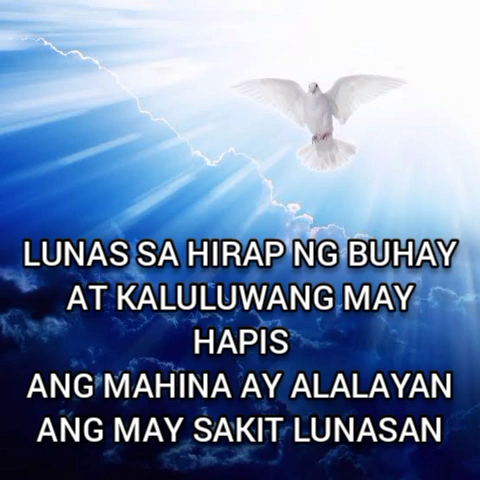 LUNAS SA HIRAP NG BUHAY
AT KALULUWANG MAY
HAPIS
ANG MAHINA AY ALALAYAN
ANG MAY SAKIT LUNASAN